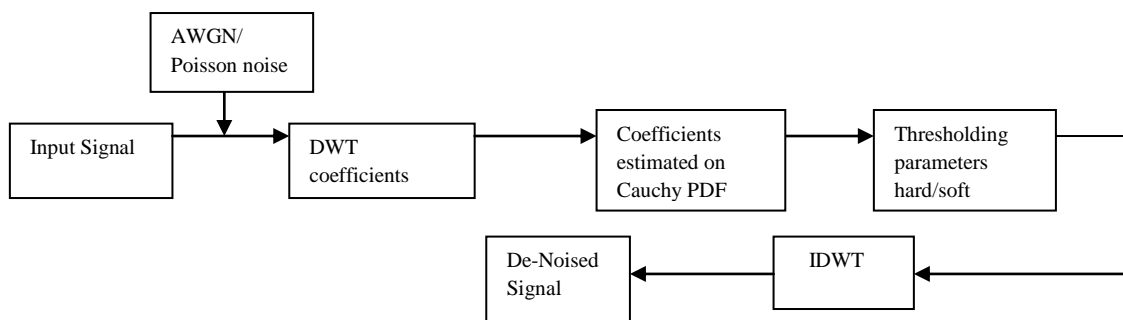 AWGN/
Poisson noise
Input Signal
DWT
coefficients
Coefficients
estimated on
Cauchy PDF
Thresholding
parameters
hard/soft
De-Noised
Signal
IDWT